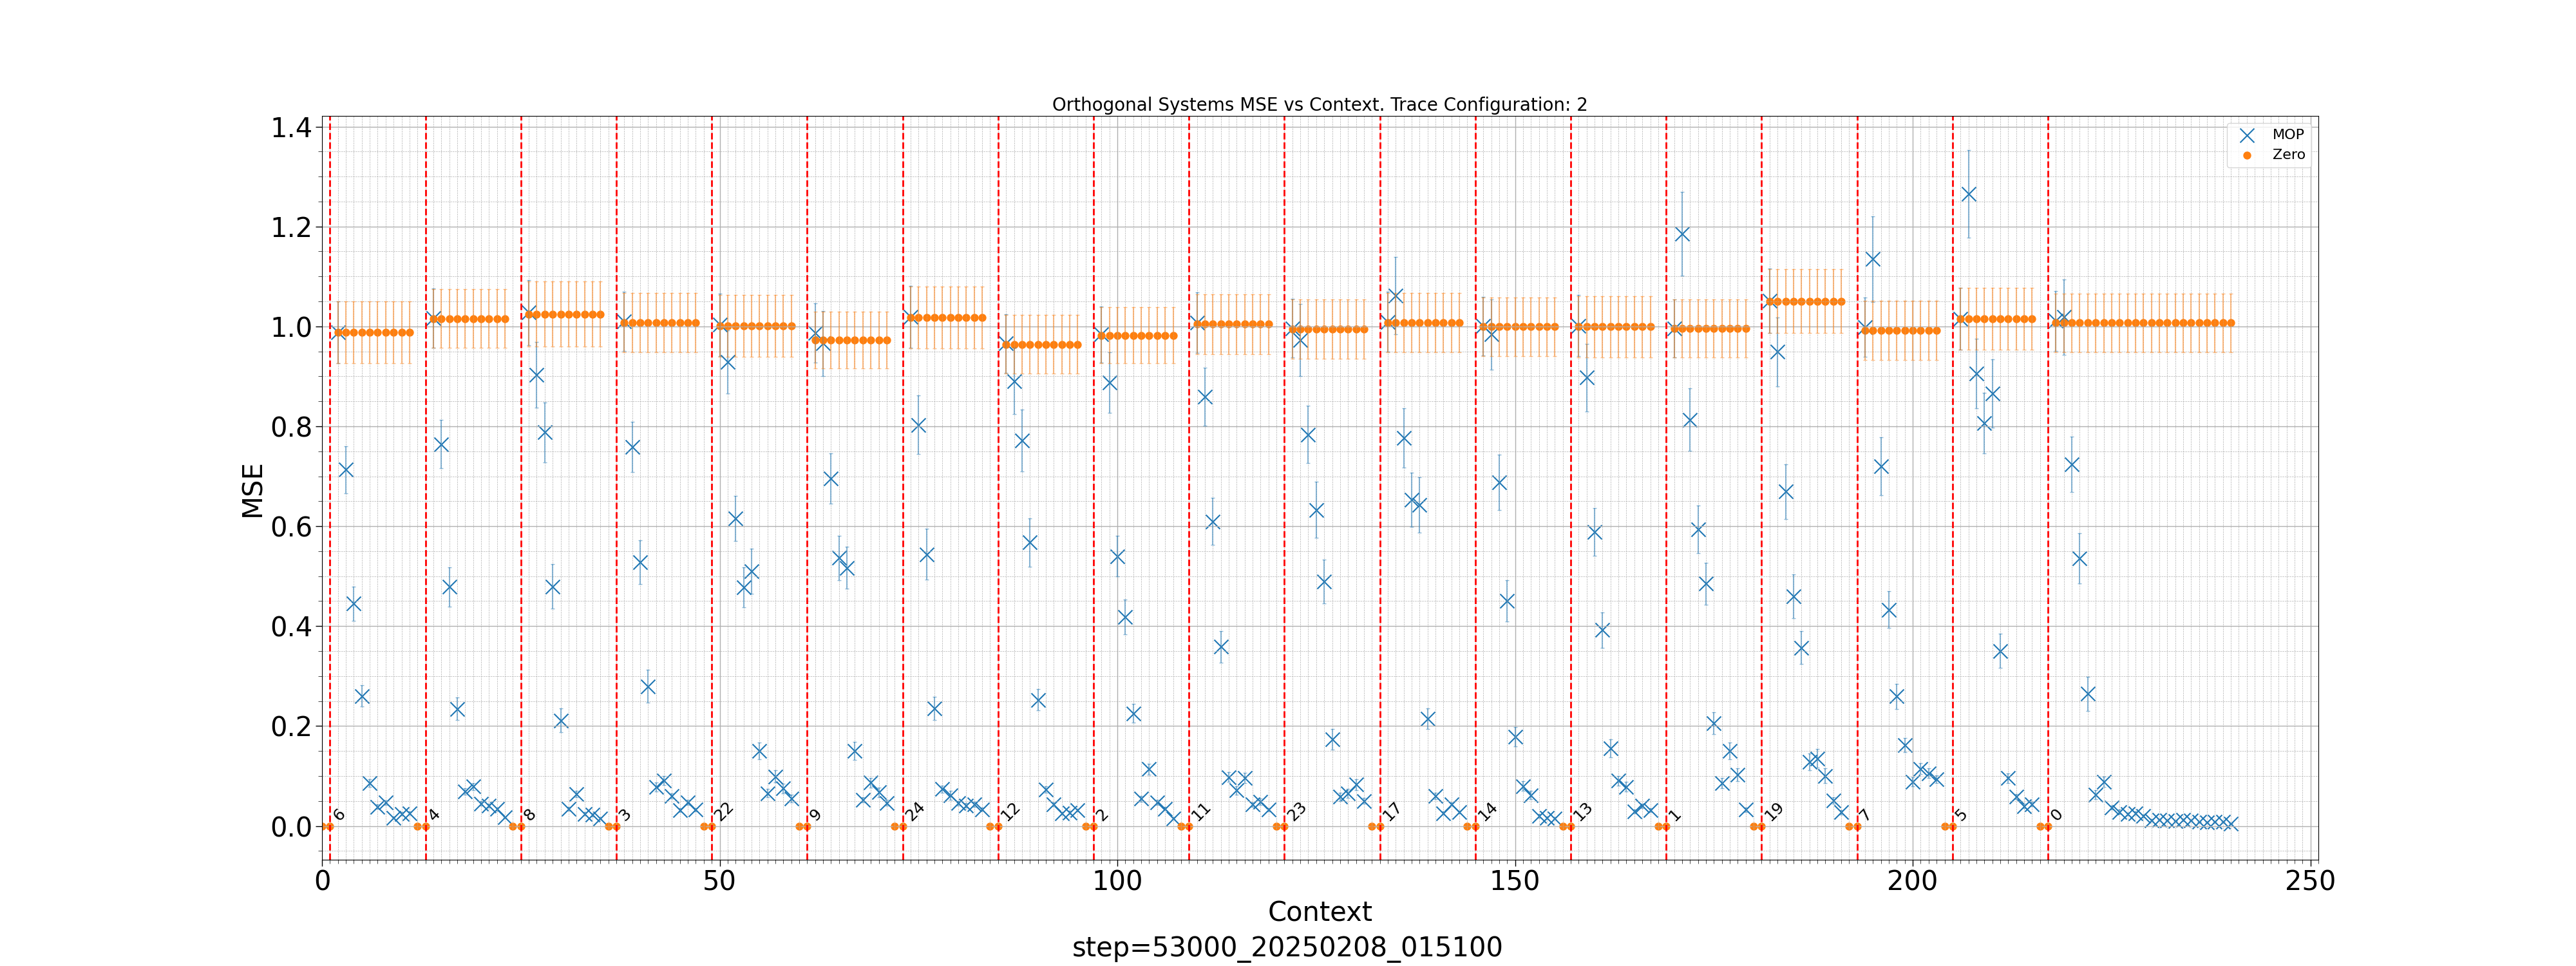 Orthogonal Systems MSE vs Context. Trace Configuration: 2
MOP
Zero
MSE
1.4
1.2
1.0
0.8
0.6
0.4
0.2
0.0
6 4 8 3 22 9 24 12 2 11 23 17 14 13 1 19 7 5 0
0 50 100 150 200 250
Context
step=53000_20250208_015100